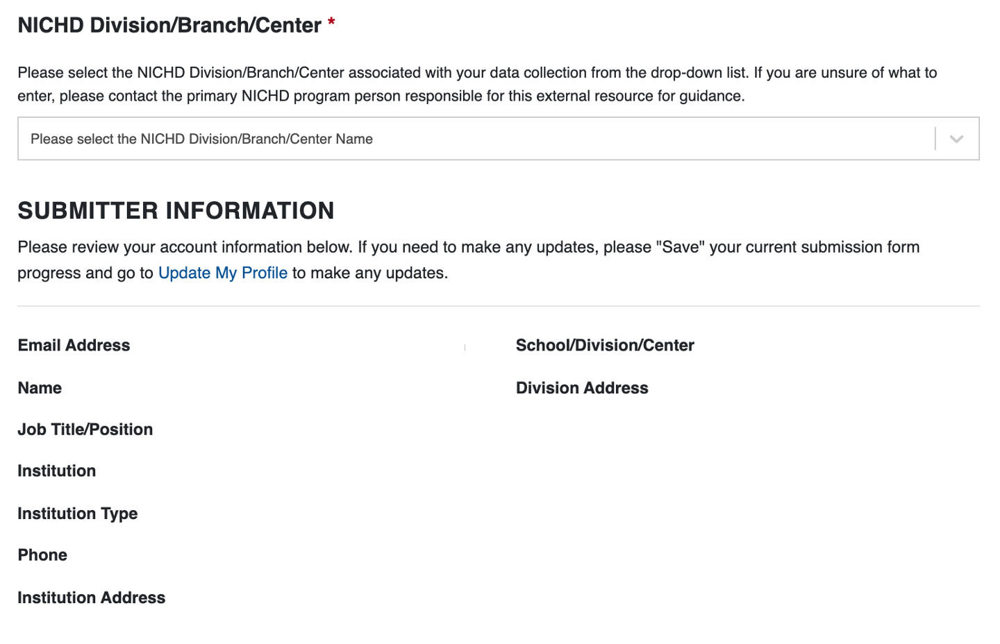 NICHD Division/Branch/Center *
Please select the NICHD Division/Branch/Center associated with your data collection from the drop-down list. If you are unsure of what to
enter, please contact the primary NICHD program person responsible for this external resource for guidance.
Please select the NICHD Division/Branch/Center Name
SUBMITTER INFORMATION
Please review your account information below. If you need to make any updates, please "Save" your current submission form
progress and go to Update My Profile to make any updates.
Email Address
Name
Job Title/Position
Institution
Institution Type
Phone
Institution Address
School/Division/Center
Division Address